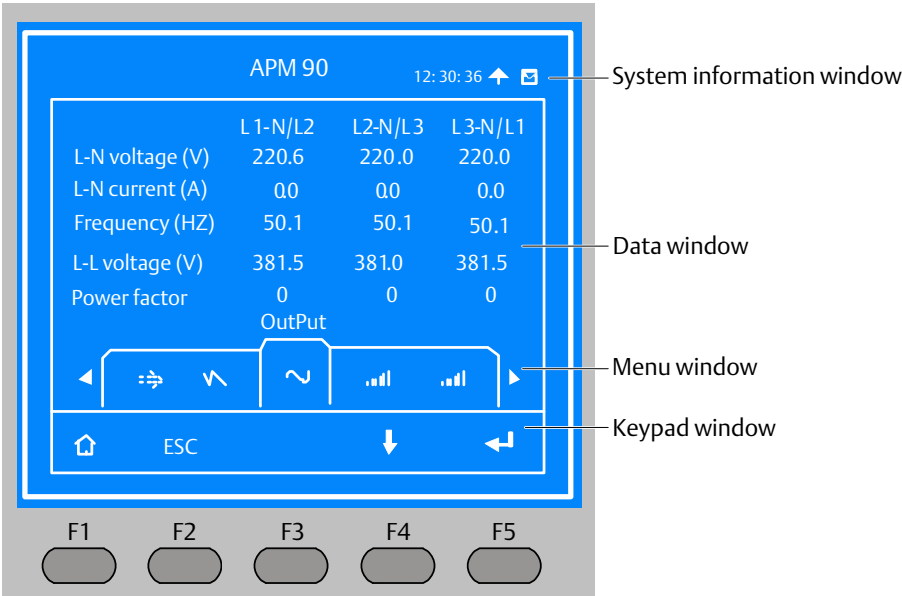 APM 90
12: 30: 36
System information window
L1-N/L2 L2-N/L3 L3-N/L1
L-N voltage (V) 220.6 220.0 220.0
L-N current (A) 0.0 0.0 0.0
Frequency (HZ) 50.1 50.1 50.1
Data window
L-L voltage (V) 381.5 381.0 381.5
Power factor 0 0 0
OutPut
Menu window
Keypad window
ESC
F1 F2 F3 F4 F5